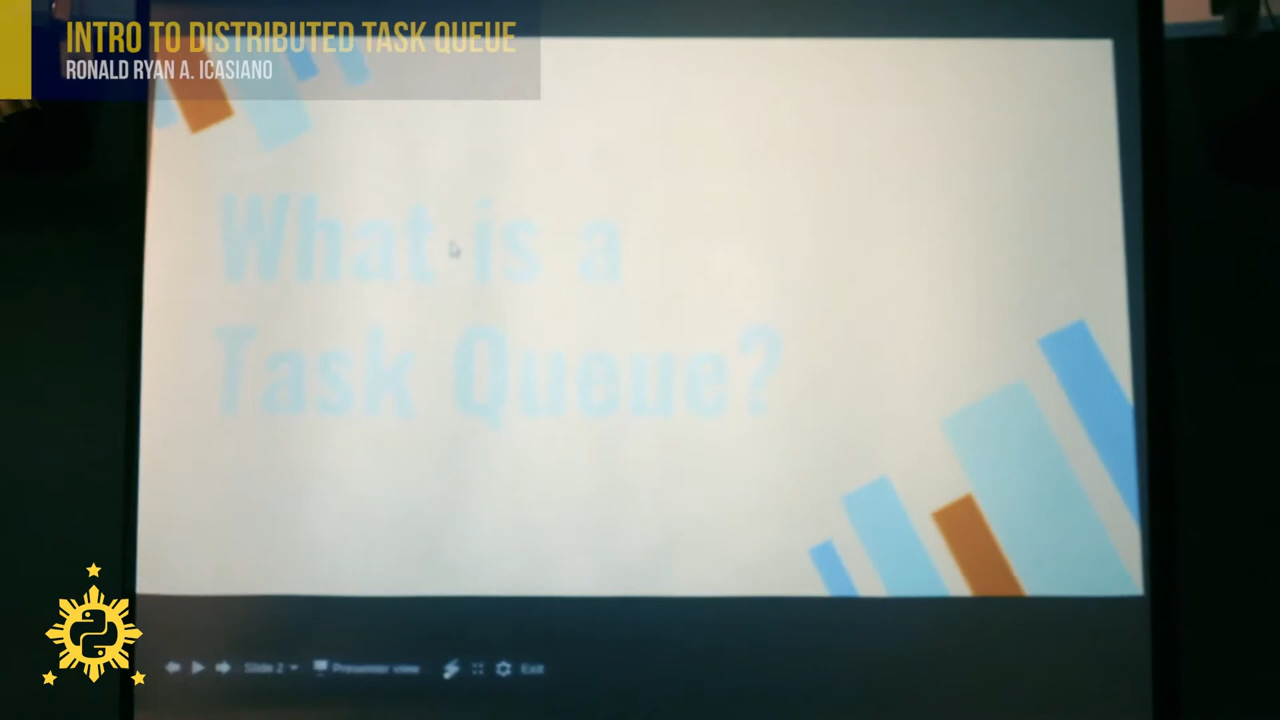 INTRO TO DISTRIBUTED TASK QUEUE
RONALD RYAN A. ICASIANO
What is a
Task Queue?
Slide 2 Presenter view Exit